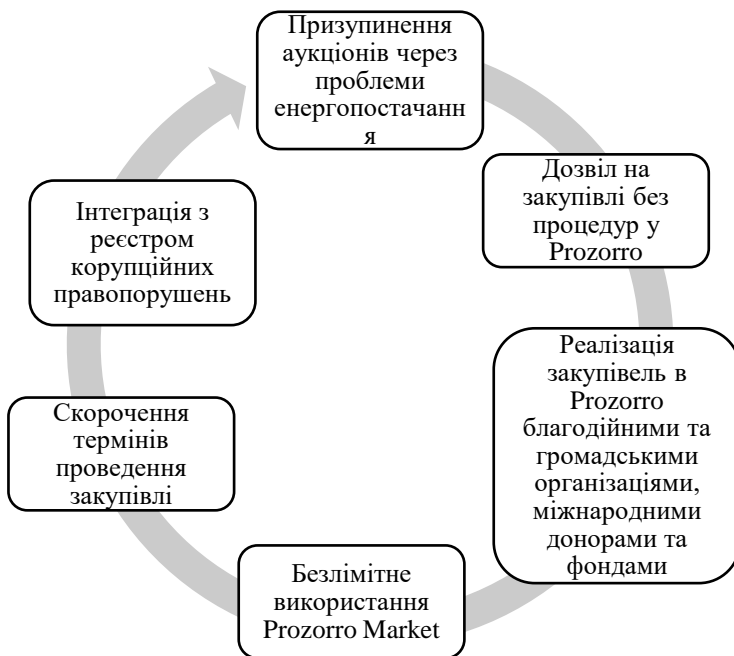 Призупинення
аукціонів через
проблеми
енергопостачанн
я
Дозвіл на
закупівлі без
процедур у
Prozorro
Реалізація
закупівель в
Prozorro
благодійними та
громадськими
організаціями,
міжнародними
донорами та
фондами
Безлімітне
використання
Prozorro Market
Скорочення
термінів
проведення
закупівлі
Інтеграція з
реєстром
корупційних
правопорушень